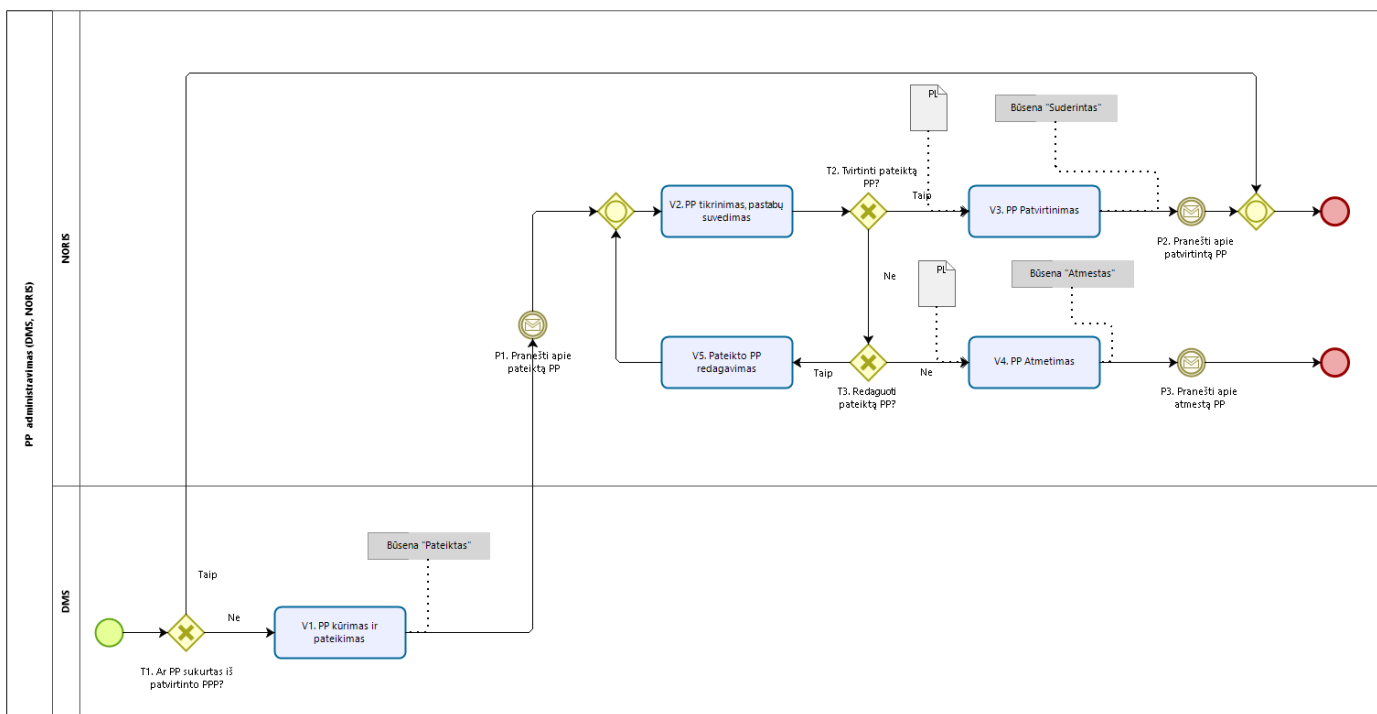 PP administravimas (DMS, NORIS)
NORIS
DMS
PL
Būsena "Suderintas"
T2. Tvirtinti pateiktą
PP?
Taip
V2. PP tikrinimas, pastabų
suvedimas
V3. PP Patvirtinimas
P2. Pranešti apie
patvirtintą PP
Ne
PL
Būsena "Atmestas"
P1. Pranešti apie
pateiktą PP
V5. Pateikto PP
redagavimas
Taip
T3. Redaguoti
pateiktą PP?
Ne
V4. PP Atmetimas
P3. Pranešti apie
atmestą PP
Būsena "Pateiktas"
Taip
Ne
V1. PP kūrimas ir
pateikimas
T1. Ar PP sukurtas iš
patvirtinto PPP?